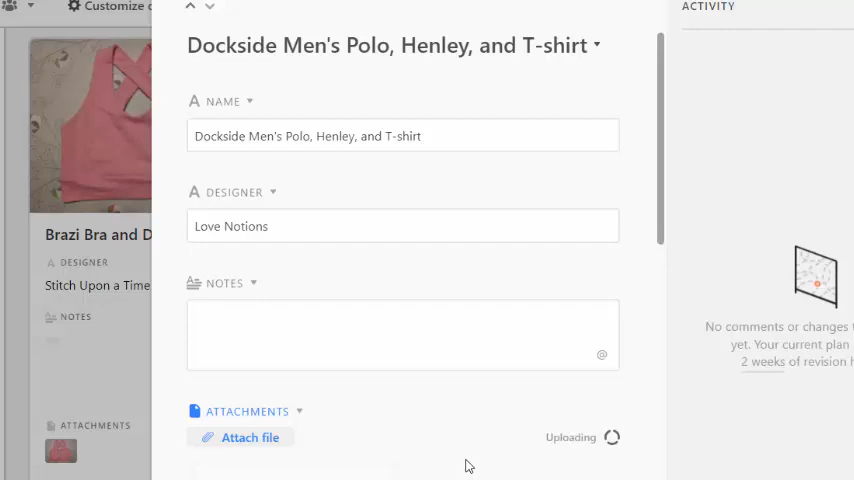 Customize c
Dockside Men's Polo, Henley, and T-shirt
NAME
Dockside Men's Polo, Henley, and T-shirt
DESIGNER
Love Notions
NOTES
@
ATTACHMENTS
Attach file
Uploading
Brazi Bra and D
DESIGNER
Stitch Upon a Time
NOTES
ATTACHMENTS
ACTIVITY
No comments or changes t
yet. Your current plan
2 weeks of revision h